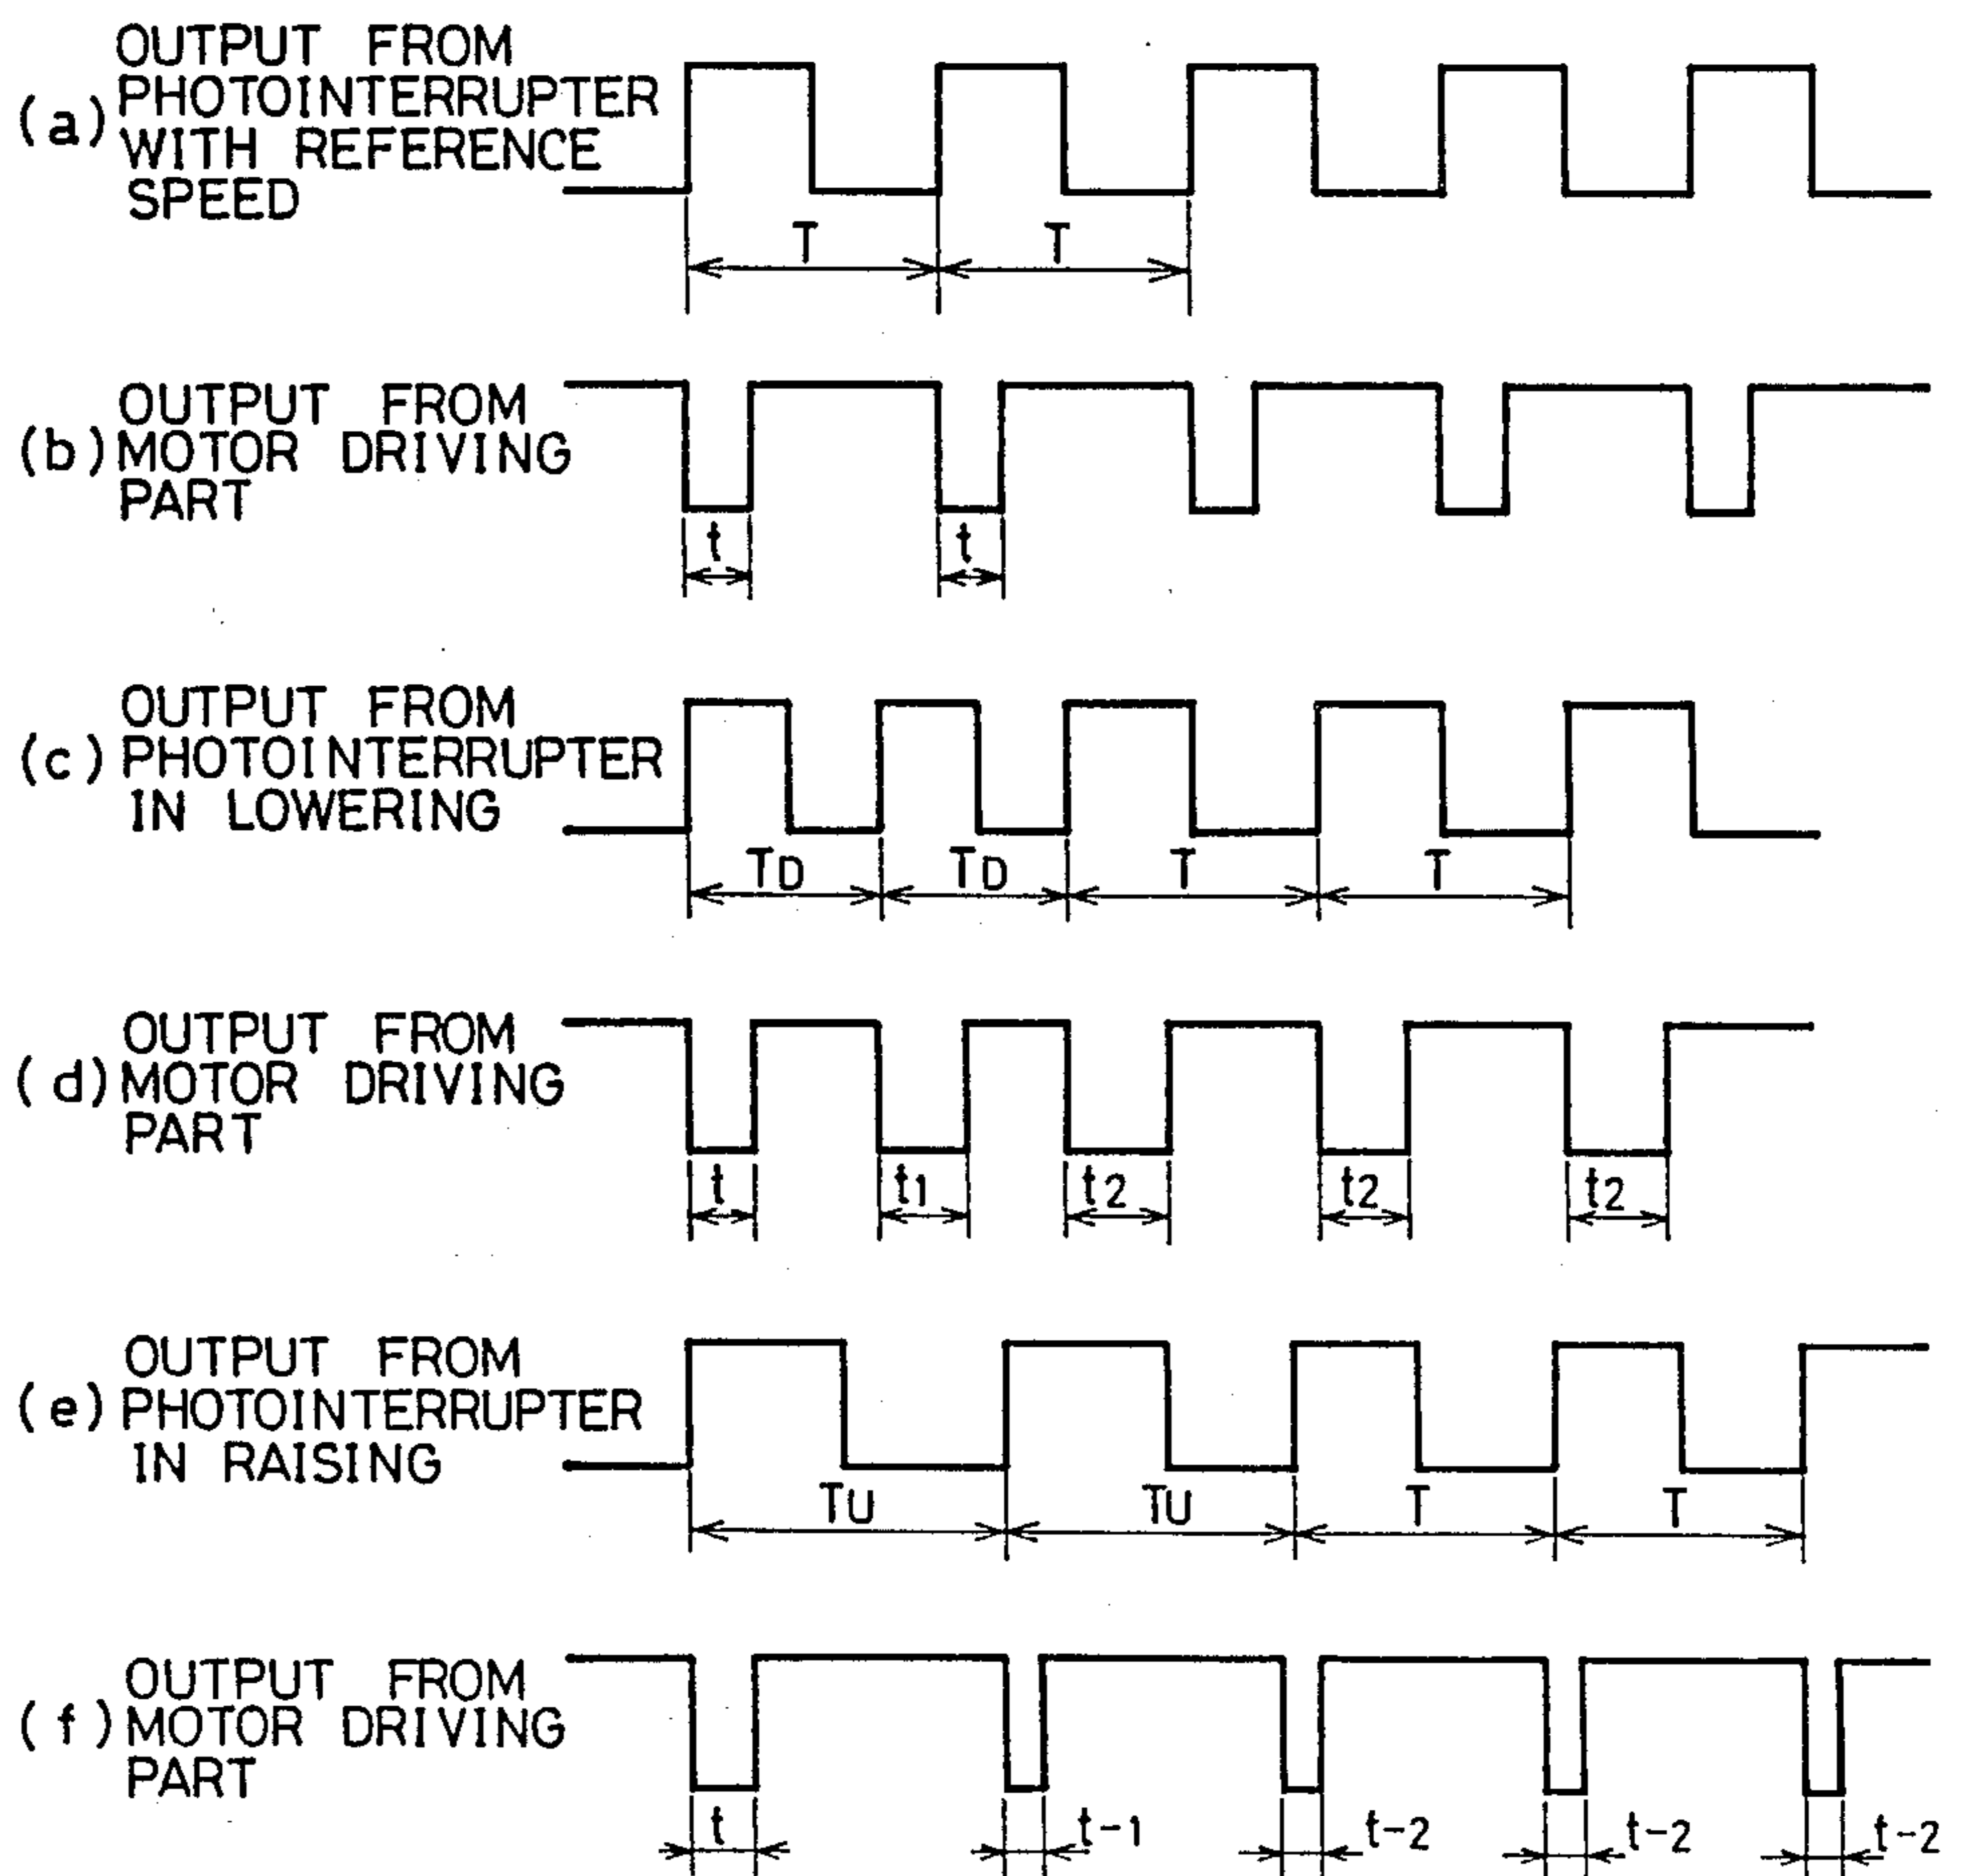 OUTPUT FROM
(a) PHOTOINTERRUPTER
WITH REFERENCE
SPEED
T T
OUTPUT FROM
(b) MOTOR DRIVING
PART
t t
OUTPUT FROM
(c) PHOTOINTERRUPTER
IN LOWERING
TD TD T T
OUTPUT FROM
(d) MOTOR DRIVING
PART
t t1 t2 t2 t2
OUTPUT FROM
(e) PHOTOINTERRUPTER
IN RAISING
TU TU T T
OUTPUT FROM
(f) MOTOR DRIVING
PART
t t-1 t-2 t-2 t-2